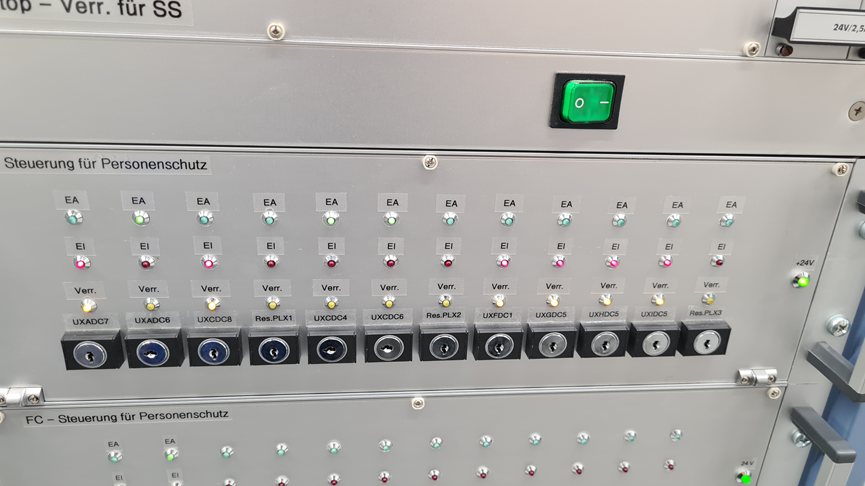 top – Verr. für SS
24V/2,5
O I
Steuerung für Personenschutz
EA EA EA EA EA EA EA EA EA EA EA EA
EI EI EI EI EI EI EI EI EI EI EI EI
+24V
Verr. Verr. Verr. Verr. Verr. Verr. Verr. Verr. Verr. Verr. Verr. Verr.
UXADC7 UXADC6 UXCDC8 Res.PLX1 UXCDC4 UXCDC6 Res.PLX2 UXFDC1 UXGDC5 UXHDC5 UXIDC5 Res.PLX3
FC – Steuerung für Personenschutz
EA EA
24V
EI EI